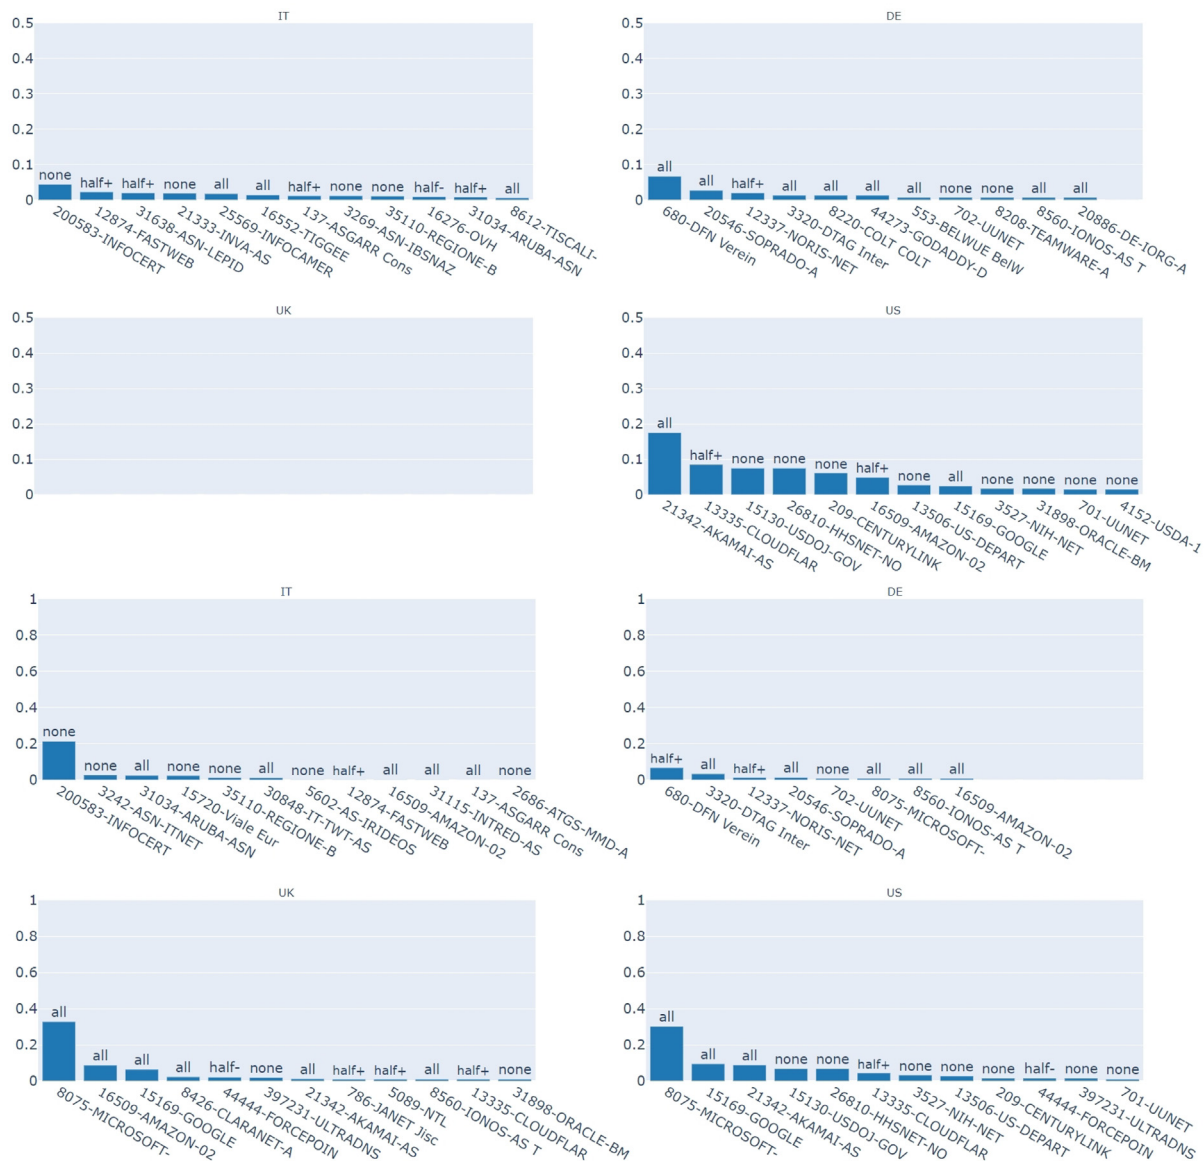 IT
0.5
0.4
0.3
0.2
0.1
0
none
half+
half+
none
all
all
half+
none
none
half-
half+
all
200583-INFOCERT
12874-FASTWEB
31638-ASN-LEPID
21333-INVA-AS
25569-INFOCAMER
16552-TIGGEE
137-ASGARR Cons
3269-ASN-IBSNAZ
35110-REGIONE-B
16276-OVH
31034-ARUBA-ASN
8612-TISCALI-
DE
0.5
0.4
0.3
0.2
0.1
0
all
all
half+
all
all
all
all
none
none
all
all
680-DFN Verein
20546-SOPRADO-A
12337-NORIS-NET
3320-DTAG Inter
8220-COLT COLT
44273-GODADDY-D
553-BELWUE BelW
702-UUNET
8208-TEAMWARE-A
8560-IONOS-AS T
20886-DE-IORG-A
UK
0.5
0.4
0.3
0.2
0.1
0
US
0.5
0.4
0.3
0.2
0.1
0
all
half+
none
none
none
half+
none
all
none
none
none
none
21342-AKAMAI-AS
13335-CLOUDFLAR
15130-USDOJ-GOV
26810-HHSNET-NO
209-CENTURYLINK
16509-AMAZON-02
13506-US-DEPART
15169-GOOGLE
3527-NIH-NET
31898-ORACLE-BM
701-UUNET
4152-USDA-1
IT
1
0.8
0.6
0.4
0.2
0
none
none
all
none
none
all
none
half+
all
all
all
none
200583-INFOCERT
3242-ASN-ITNET
31034-ARUBA-ASN
15720-Viale Eur
35110-REGIONE-B
30848-IT-TWT-AS
5602-AS-IRIDEOS
12874-FASTWEB
16509-AMAZON-02
31115-INTRED-AS
137-ASGARR Cons
2686-ATGS-MMD-A
DE
1
0.8
0.6
0.4
0.2
0
half+
all
half+
all
none
all
all
all
680-DFN Verein
3320-DTAG Inter
12337-NORIS-NET
20546-SOPRADO-A
702-UUNET
8075-MICROSOFT-
8560-IONOS-AS T
16509-AMAZON-02
UK
1
0.8
0.6
0.4
0.2
0
all
all
all
all
half-
none
all
half+
half+
all
half+
none
8075-MICROSOFT-
16509-AMAZON-02
15169-GOOGLE
8426-CLARANET-A
44444-FORCEPOIN
397231-ULTRADNS
21342-AKAMAI-AS
786-JANET Jisc
5089-NTL
8560-IONOS-AS T
13335-CLOUDFLAR
31898-ORACLE-BM
US
1
0.8
0.6
0.4
0.2
0
all
all
all
none
none
half+
none
none
none
half-
none
none
8075-MICROSOFT-
15169-GOOGLE
21342-AKAMAI-AS
15130-USDOJ-GOV
26810-HHSNET-NO
13335-CLOUDFLAR
3527-NIH-NET
13506-US-DEPART
209-CENTURYLINK
44444-FORCEPOIN
397231-ULTRADNS
701-UUNET